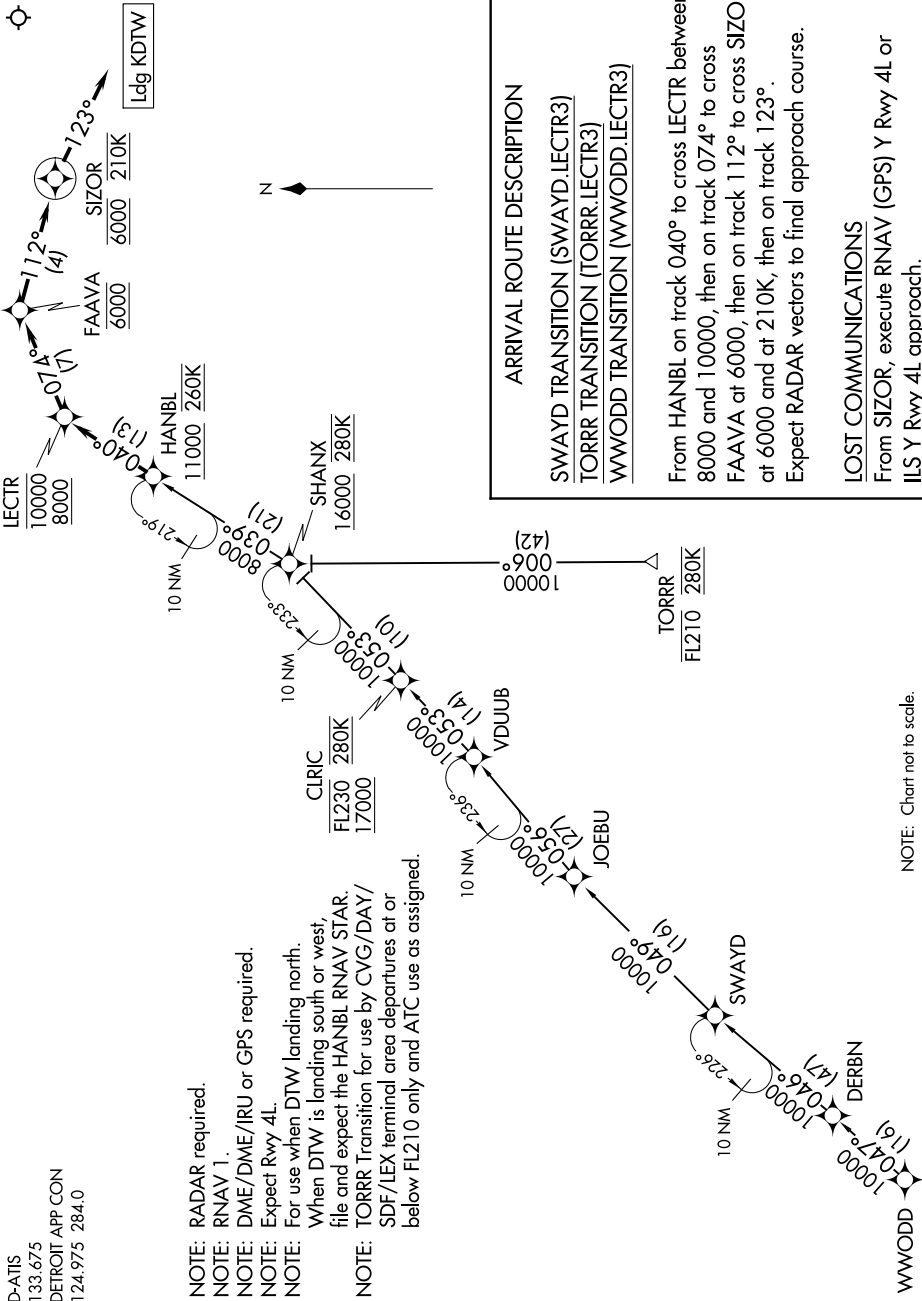 D-ATIS
133.675
DETROIT APP CON
124.975 284.0
NOTE: RADAR required.
NOTE: RNAV 1.
NOTE: DME/DME/IRU or GPS required.
NOTE: Expect Rwy 4L.
NOTE: For use when DTW landing north.
When DTW is landing south or west,
file and expect the HANBL RNAV STAR.
NOTE: TORRR Transition for use by CVG/DAY/
SDF/LEX terminal area departures at or
below FL210 only and ATC use as assigned.
LECTR
10000
8000
074°
(7)
FAAVA
6000
112°
(4)
SIZOR
6000 210K
123°
Ldg KDTW
N
040°
(13)
HANBL
11000 260K
219°
10 NM
8000
039°
(21)
SHANX
16000 280K
233°
10 NM
10000
053°
(10)
CLRIC
FL230 280K
17000
10000
053°
(14)
VDUUB
236°
10 NM
10000
056°
(27)
JOEBU
10000
049°
(16)
SWAYD
226°
10 NM
10000
046°
(47)
DERBN
10000
047°
(16)
WWODD
10000
006°
(42)
TORRR
FL210 280K
NOTE: Chart not to scale.
ARRIVAL ROUTE DESCRIPTION
SWAYD TRANSITION (SWAYD.LECTR3)
TORRR TRANSITION (TORRR.LECTR3)
WWODD TRANSITION (WWODD.LECTR3)
From HANBL on track 040° to cross LECTR between
8000 and 10000, then on track 074° to cross
FAAVA at 6000, then on track 112° to cross SIZO
at 6000 and at 210K, then on track 123°.
Expect RADAR vectors to final approach course.
LOST COMMUNICATIONS
From SIZOR, execute RNAV (GPS) Y Rwy 4L or
ILS Y Rwy 4L approach.